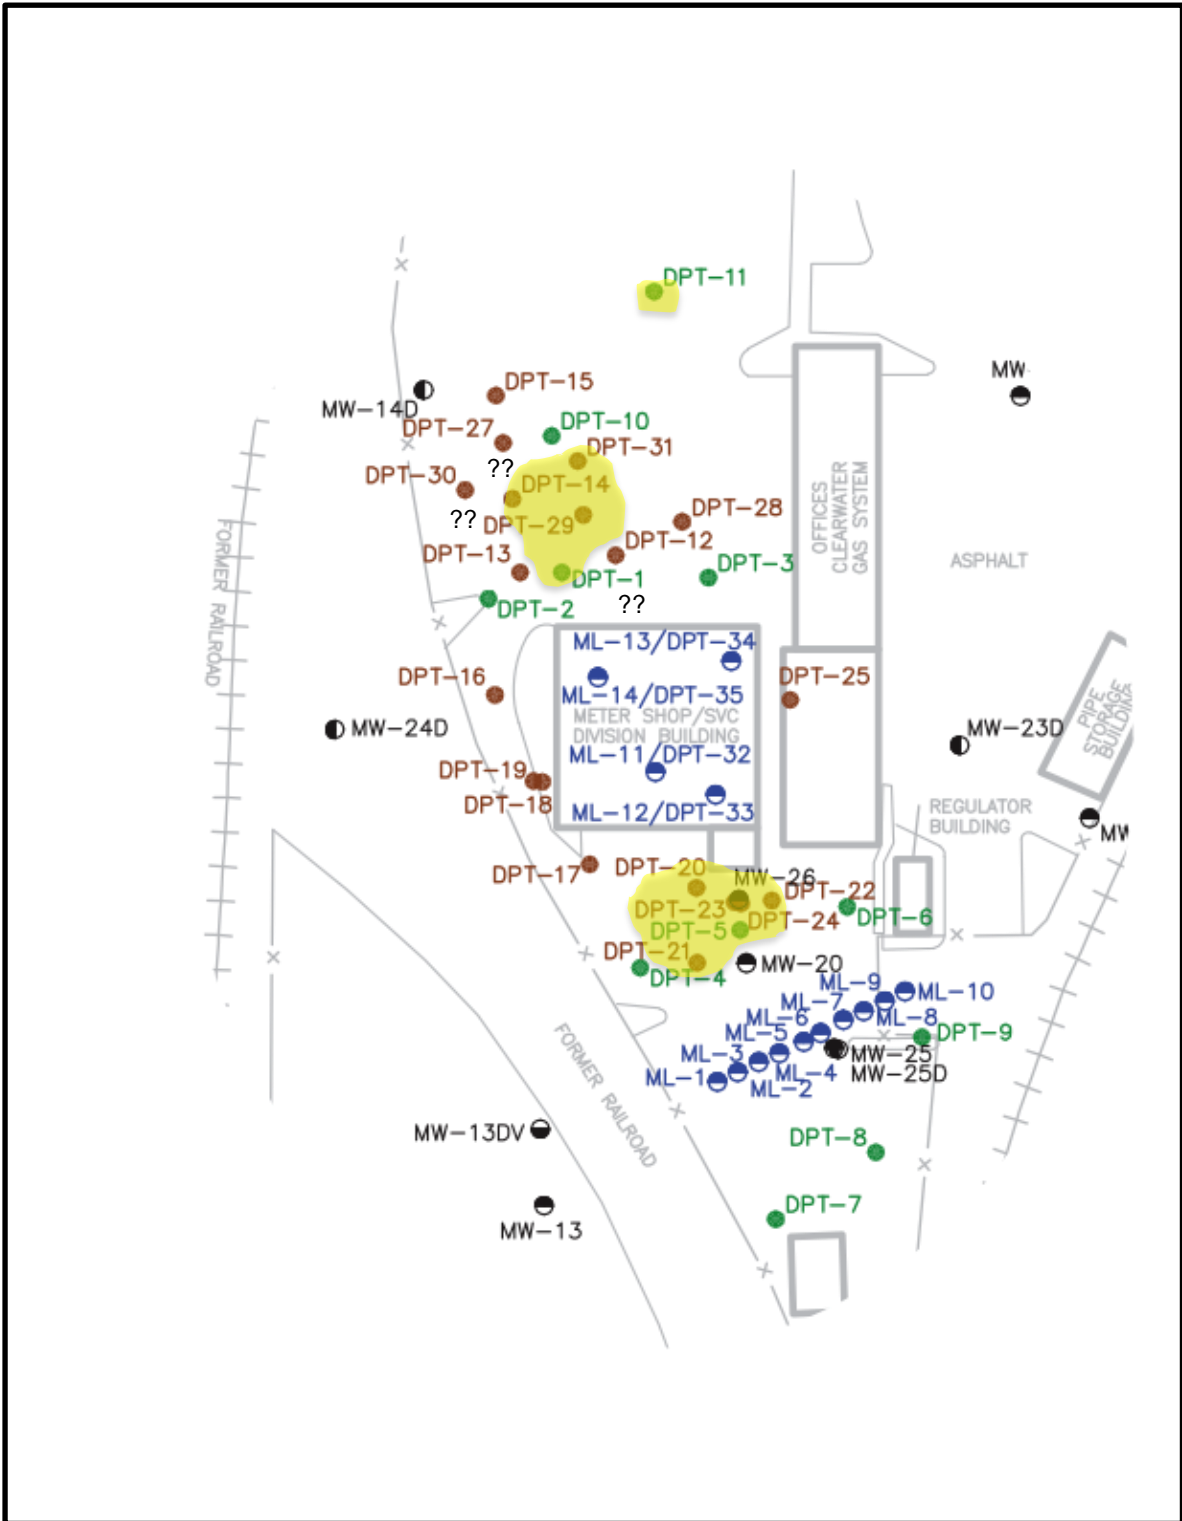 DPT-11
MW
DPT-15
MW-14D
DPT-27
DPT-10
DPT-31
??
DPT-30
DPT-14
??
DPT-29
DPT-28
DPT-13
DPT-12
DPT-1
DPT-3
DPT-2
??
OFFICES
CLEARWATER
GAS SYSTEM
ASPHALT
FORMER RAILROAD
ML-13/DPT-34
DPT-16
ML-14/DPT-35
DPT-25
METER SHOP/SVC
DIVISION BUILDING
MW-24D
MW-23D
PIPE
STORAGE
BUILDING
ML-11/DPT-32
DPT-19
DPT-18
ML-12/DPT-33
REGULATOR
BUILDING
MW
DPT-17
DPT-20
MW-26
DPT-22
DPT-23
DPT-24
DPT-6
DPT-5
DPT-21
DPT-4
MW-20
ML-9
ML-10
ML-7
ML-8
ML-6
ML-5
DPT-9
ML-3
MW-25
ML-4
MW-25D
ML-1
ML-2
FORMER RAILROAD
MW-13DV
DPT-8
DPT-7
MW-13